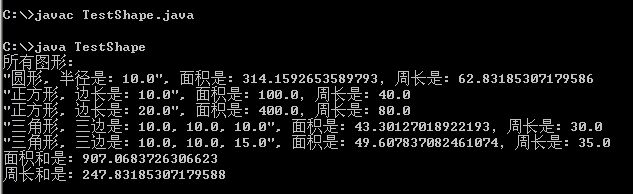 C:\>javac TestShape.java
C:\>java TestShape
所有图形:
"圆形, 半径是: 10.0", 面积是: 314.1592653589793, 周长是: 62.83185307179586
"正方形, 边长是: 10.0", 面积是: 100.0, 周长是: 40.0
"正方形, 边长是: 20.0", 面积是: 400.0, 周长是: 80.0
"三角形, 三边是: 10.0, 10.0, 10.0", 面积是: 43.30127018922193, 周长是: 30.0
"三角形, 三边是: 10.0, 10.0, 15.0", 面积是: 49.607837082461074, 周长是: 35.0
面积和是: 907.0683726306623
周长和是: 247.83185307179588